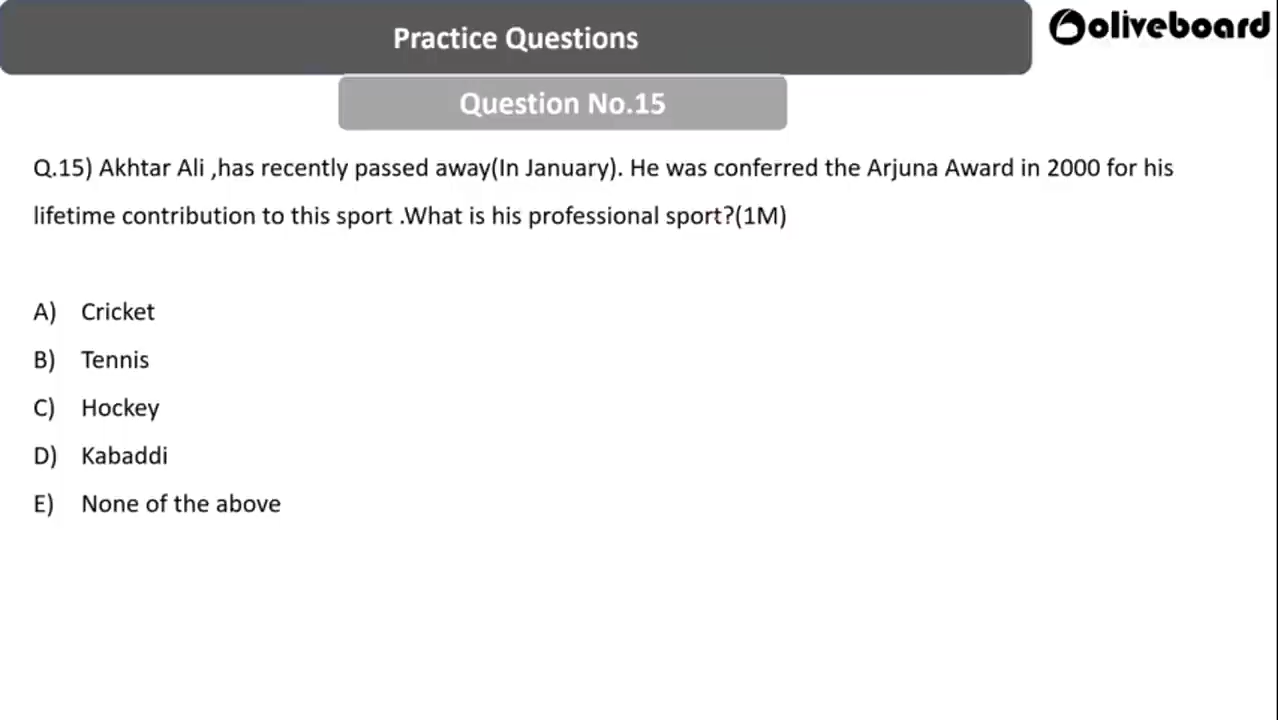 Practice Questions
oliveboard
Question No.15
Q.15) Akhtar Ali ,has recently passed away(In January). He was conferred the Arjuna Award in 2000 for his
lifetime contribution to this sport .What is his professional sport?(1M)
A) Cricket
B) Tennis
C) Hockey
D) Kabaddi
E) None of the above